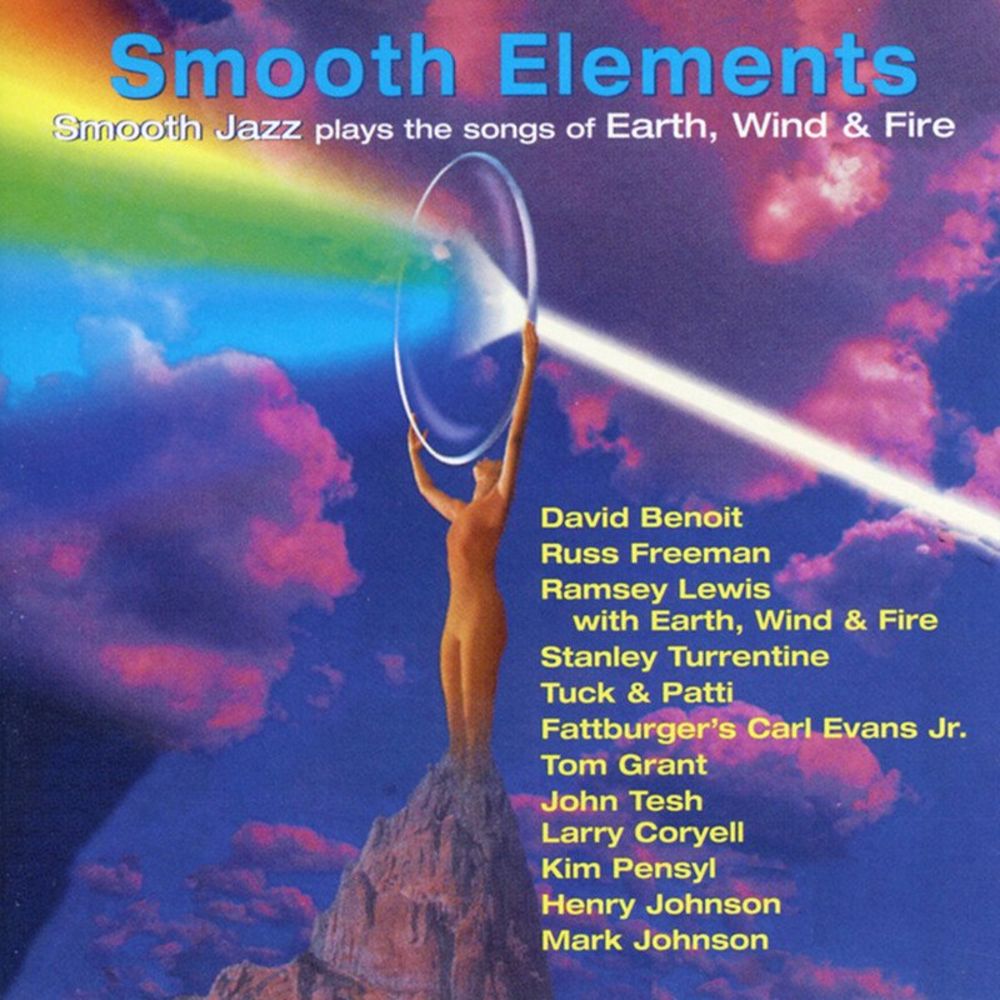 Smooth Elements
Smooth Jazz plays the songs of Earth, Wind & Fire
David Benoit
Russ Freeman
Ramsey Lewis
with Earth, Wind & Fire
Stanley Turrentine
Tuck & Patti
Fattburger's Carl Evans Jr.
Tom Grant
John Tesh
Larry Coryell
Kim Pensyl
Henry Johnson
Mark Johnson